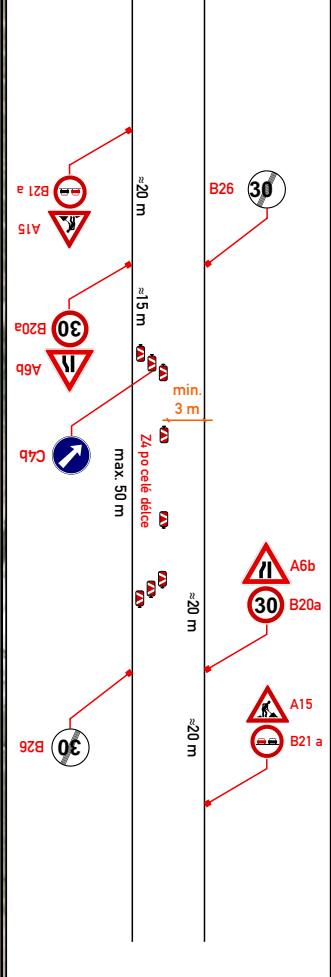 B21 a
A15
≈20 m
B26
30
30
B20a
A6b
≈15 m
min.
3 m
C4b
Z4 po celé délce
max. 50 m
A6b
30
B20a
≈20 m
A15
B21 a
≈20 m
30
B26